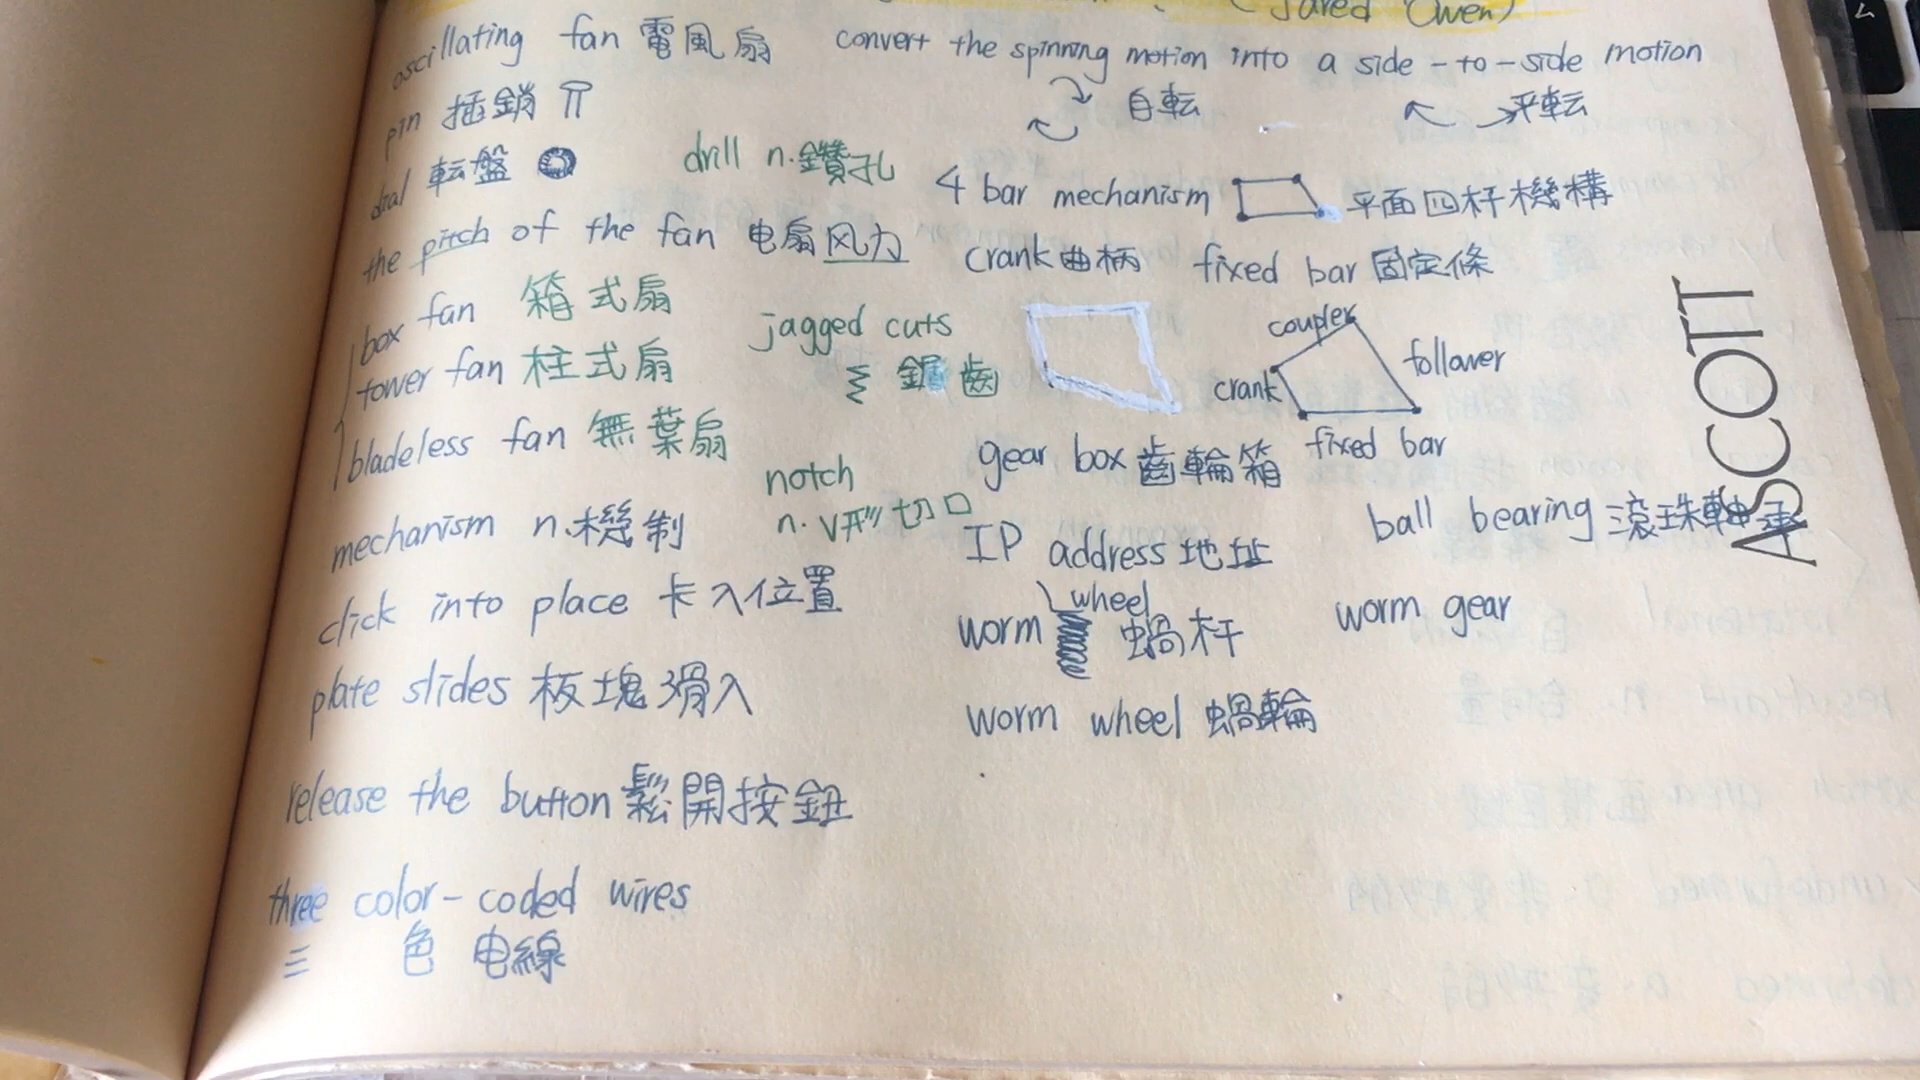 (Jared Owen)
oscillating fan 電風扇
convert the spinning motion into a side-to-side motion
自転
平転
pin 插銷
dial 転盤
drill n.鑽孔
4 bar mechanism 平面四杆機構
the pitch of the fan 电扇风力
crank 曲柄
fixed bar 固定條
box fan 箱式扇
jagged cuts
鋸齒
coupler
follower
crank
fixed bar
tower fan 柱式扇
bladeless fan 無葉扇
gear box 齒輪箱
notch
n. V形切口
mechanism n.機制
IP address 地址
ball bearing 滾珠軸承
ASCOTT
click into place 卡入位置
wheel
worm 蝸杆
worm gear
plate slides 板塊滑入
worm wheel 蝸輪
release the button 鬆開按鈕
three color-coded wires
三 色 电線